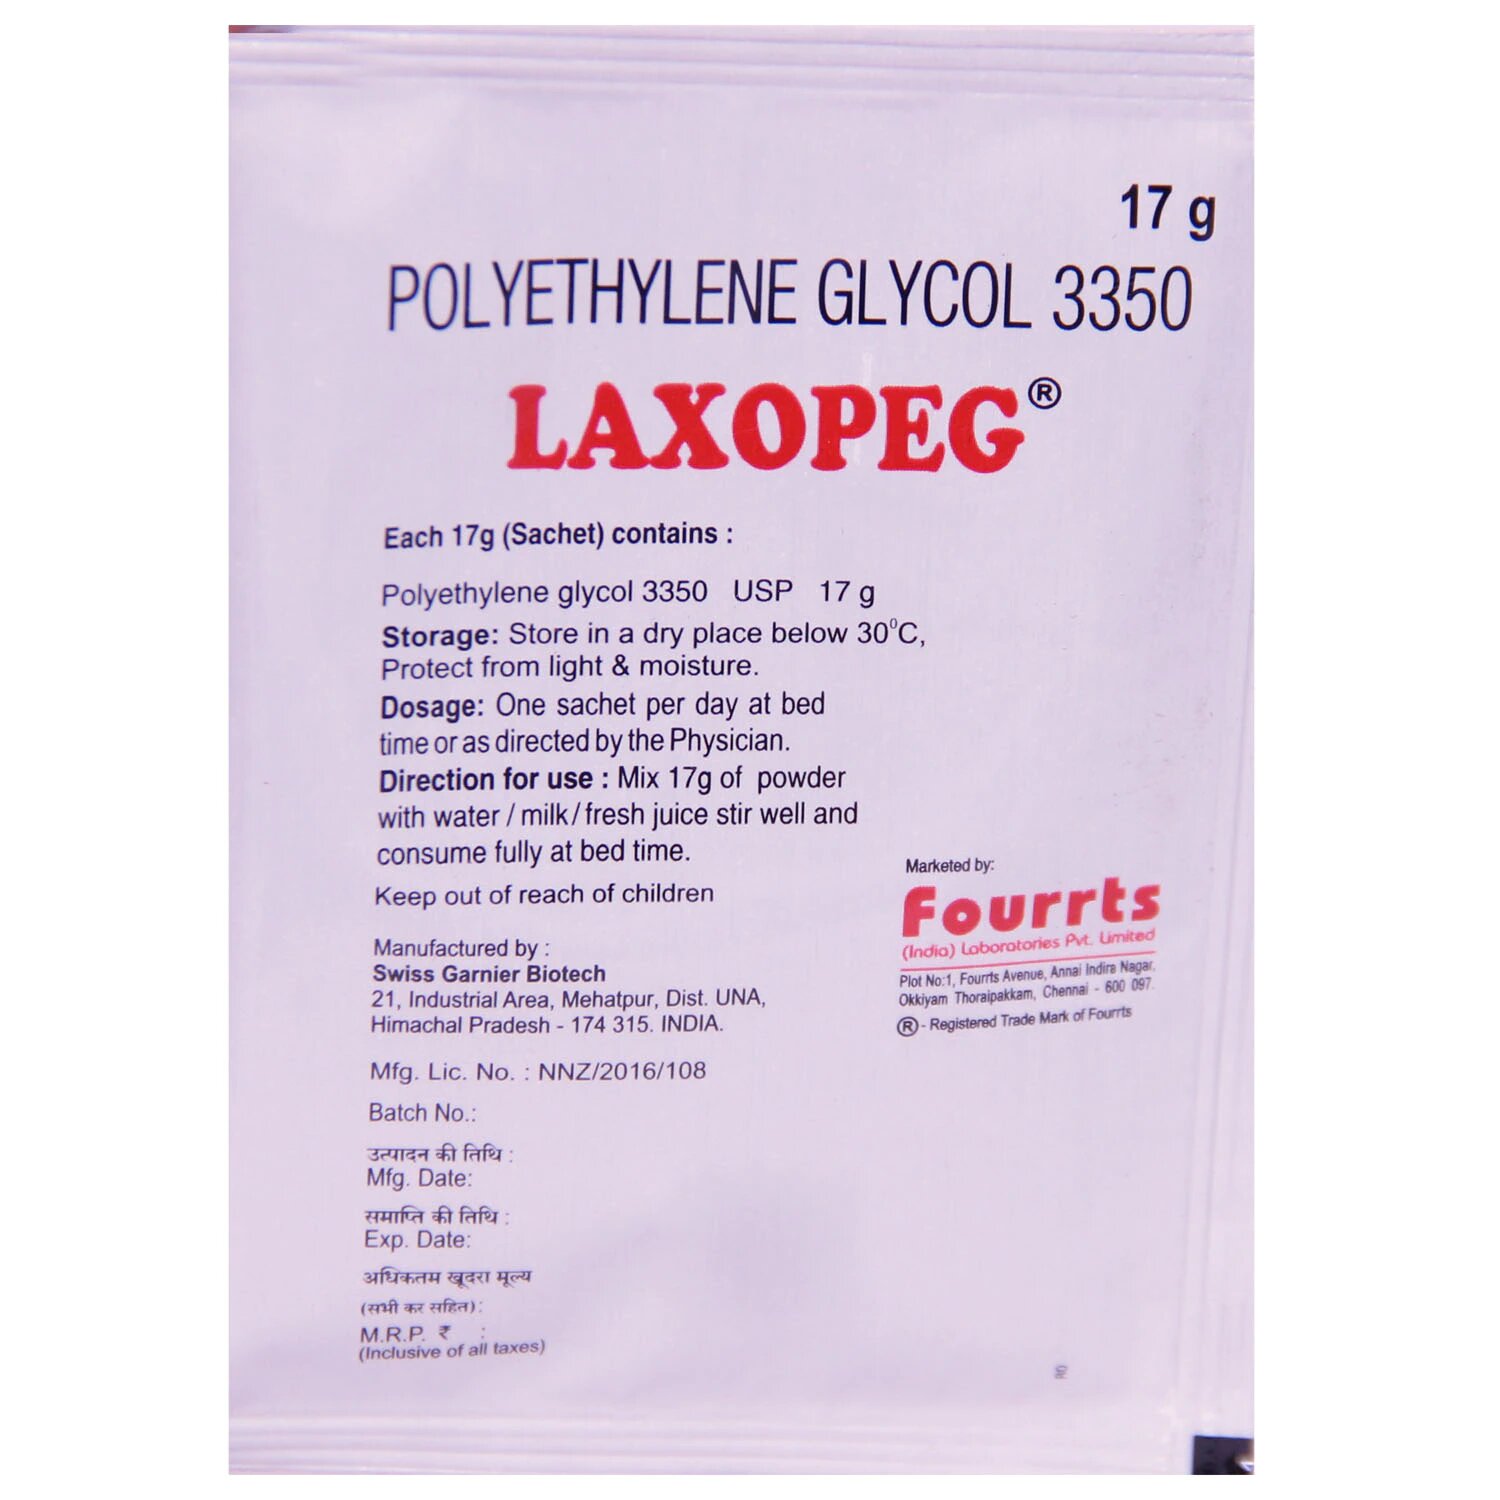 17 g
POLYETHYLENE GLYCOL 3350
LAXOPEG®
Each 17g (Sachet) contains :
Polyethylene glycol 3350 USP 17 g
Storage: Store in a dry place below 30⁰C,
Protect from light & moisture.
Dosage: One sachet per day at bed
time or as directed by the Physician.
Direction for use : Mix 17g of powder
with water / milk / fresh juice stir well and
consume fully at bed time.
Keep out of reach of children
Manufactured by :
Swiss Garnier Biotech
21, Industrial Area, Mehatpur, Dist. UNA,
Himachal Pradesh - 174 315. INDIA.
Mfg. Lic. No. : NNZ/2016/108
Batch No.:
उत्पादन की तिथि :
Mfg. Date:
समाप्ति की तिथि :
Exp. Date:
अधिकतम खूदरा मूल्य
(सभी कर सहित):
M.R.P. ₹ :
(Inclusive of all taxes)
Marketed by:
Fourrts
(India) Laboratories Pvt. Limited
Plot No:1, Fourrts Avenue, Annai Indira Nagar,
Okkiyam Thoraipakkam, Chennai - 600 097.
® - Registered Trade Mark of Fourrts